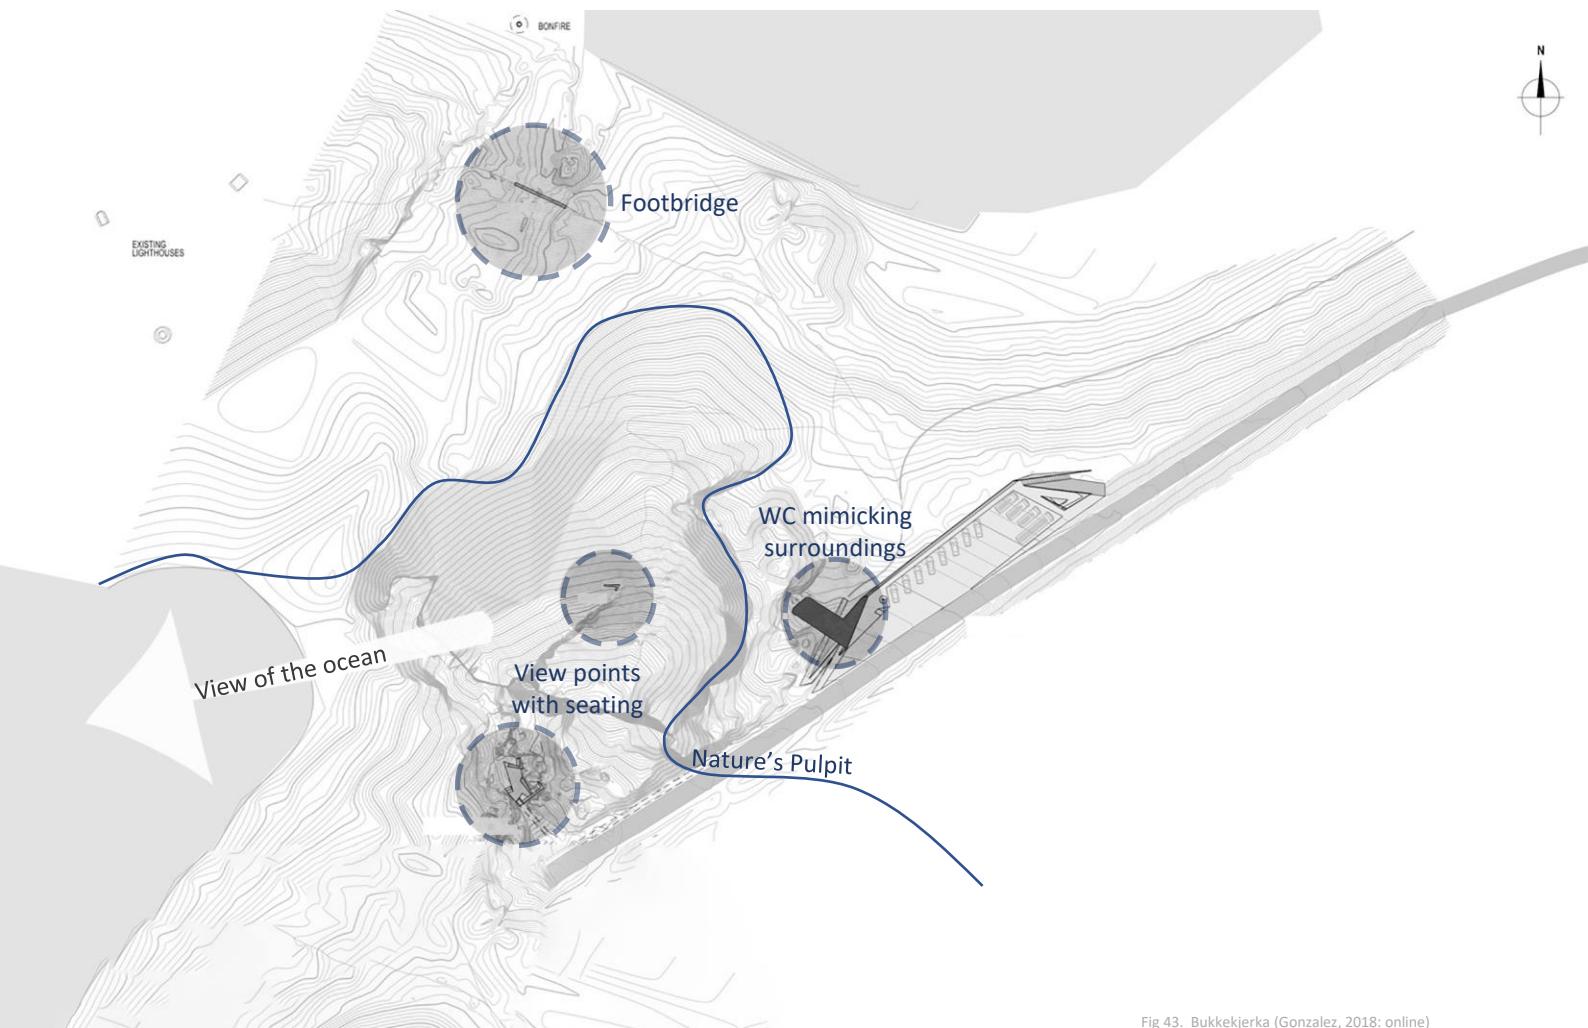 BONFIRE
N
Footbridge
EXISTING
LIGHTHOUSES
WC mimicking
surroundings
View of the ocean
View points
with seating
Nature's Pulpit
Fig 43. Bukkekjerka (Gonzalez, 2018: online)